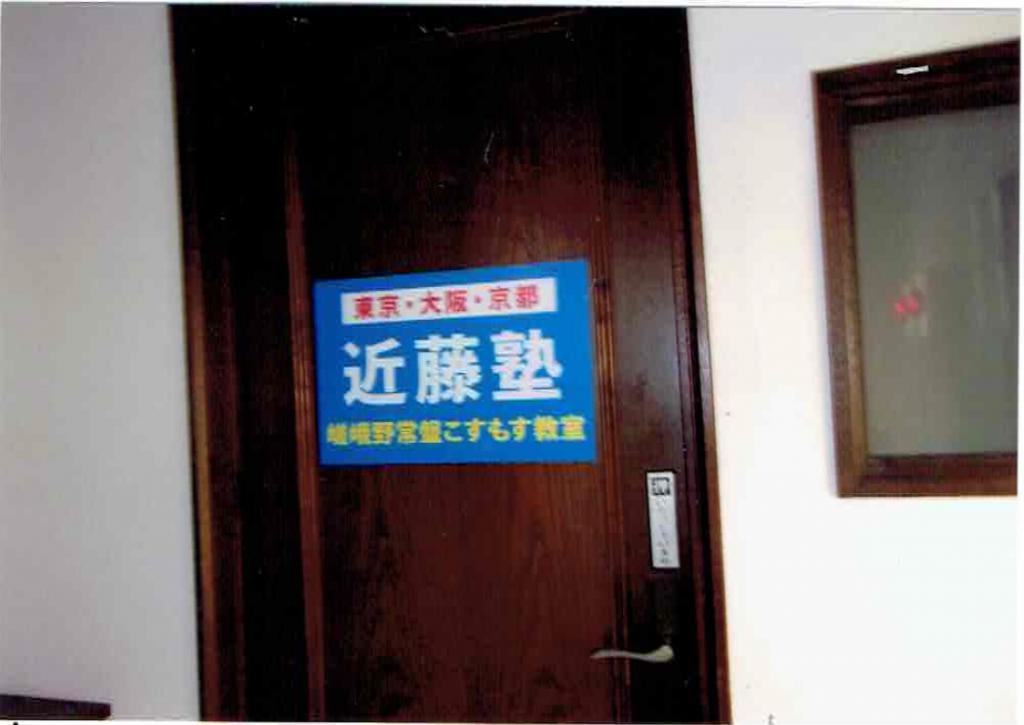 東京・大阪・京都
近藤塾
嵯峨野常盤こすもす教室
押